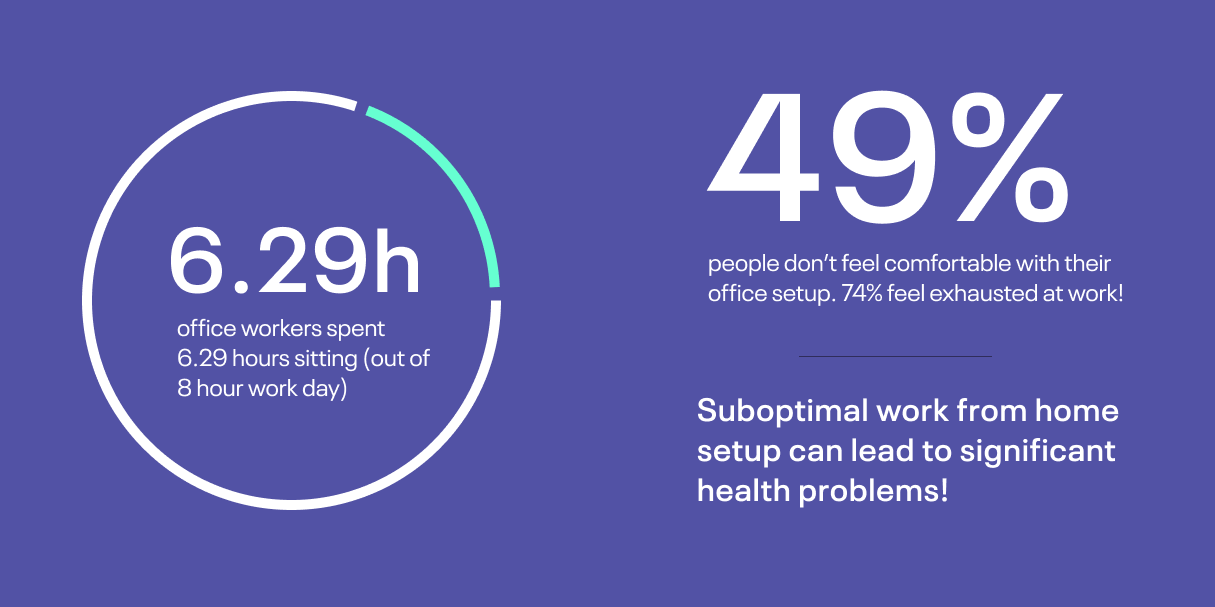 6.29h
office workers spent
6.29 hours sitting (out of
8 hour work day)
49%
people don’t feel comfortable with their
office setup. 74% feel exhausted at work!
Suboptimal work from home
setup can lead to significant
health problems!